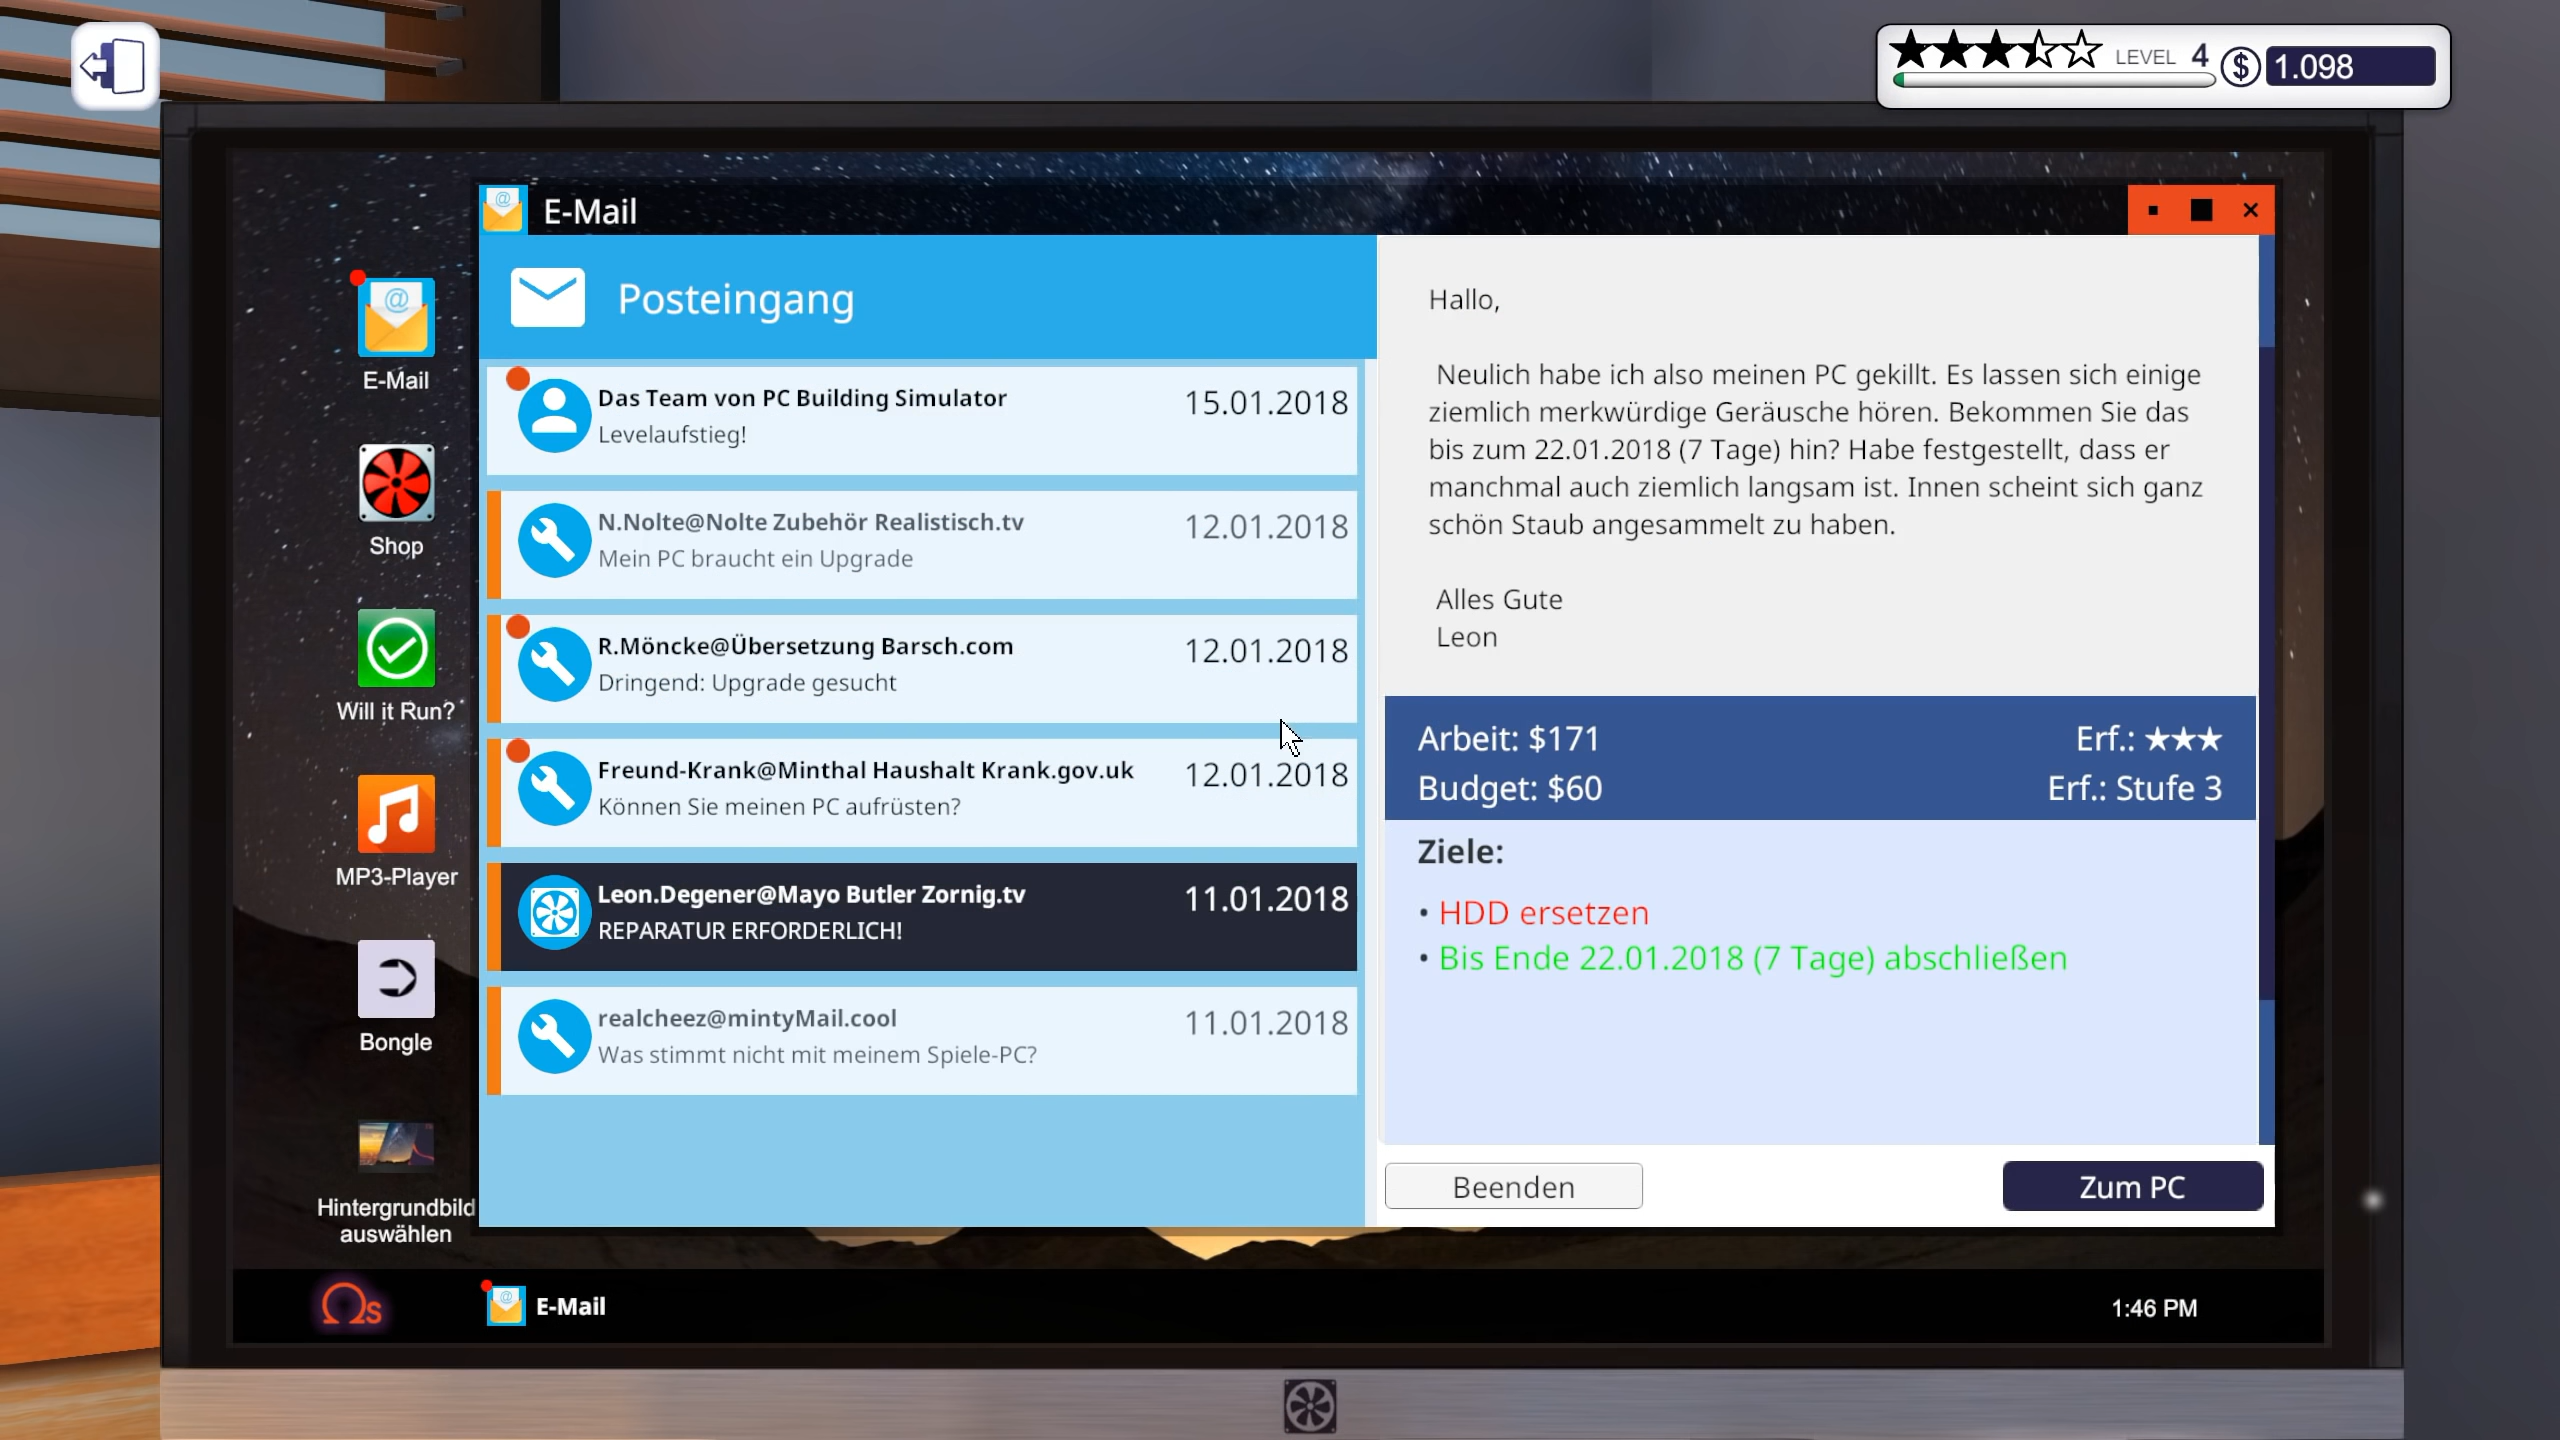 LEVEL 4 $ 1.098
E-Mail
Posteingang
E-Mail
Shop
Will it Run?
MP3-Player
Bongle
Hintergrundbild
auswählen
Das Team von PC Building Simulator 15.01.2018
Levelaufstieg!
N.Nolte@Nolte Zubehör Realistisch.tv 12.01.2018
Mein PC braucht ein Upgrade
R.Möncke@Übersetzung Barsch.com 12.01.2018
Dringend: Upgrade gesucht
Freund-Krank@Minthal Haushalt Krank.gov.uk 12.01.2018
Können Sie meinen PC aufrüsten?
Leon.Degener@Mayo Butler Zornig.tv 11.01.2018
REPARATUR ERFORDERLICH!
realcheez@mintyMail.cool 11.01.2018
Was stimmt nicht mit meinem Spiele-PC?
Hallo,
Neulich habe ich also meinen PC gekillt. Es lassen sich einige
ziemlich merkwürdige Geräusche hören. Bekommen Sie das
bis zum 22.01.2018 (7 Tage) hin? Habe festgestellt, dass er
manchmal auch ziemlich langsam ist. Innen scheint sich ganz
schön Staub angesammelt zu haben.
Alles Gute
Leon
Arbeit: $171 Erf.: ★★★
Budget: $60 Erf.: Stufe 3
Ziele:
• HDD ersetzen
• Bis Ende 22.01.2018 (7 Tage) abschließen
Beenden Zum PC
Ωs E-Mail 1:46 PM